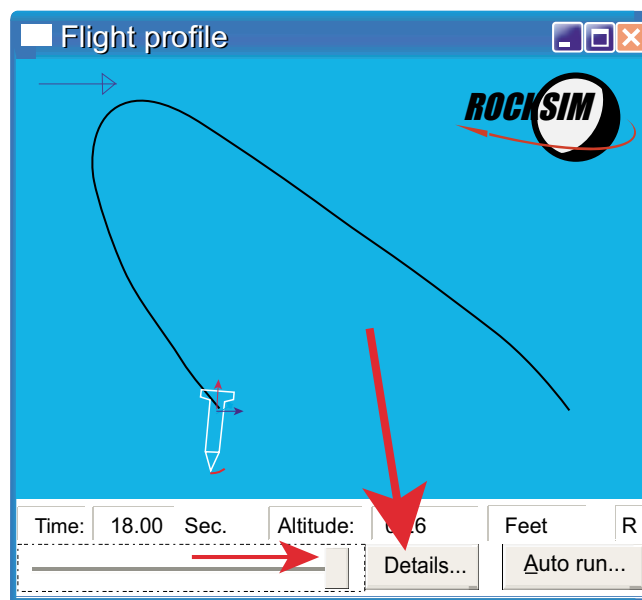 Flight profile
ROCKSIM
Time: 18.00 Sec. Altitude: Feet R
Details... Auto run...